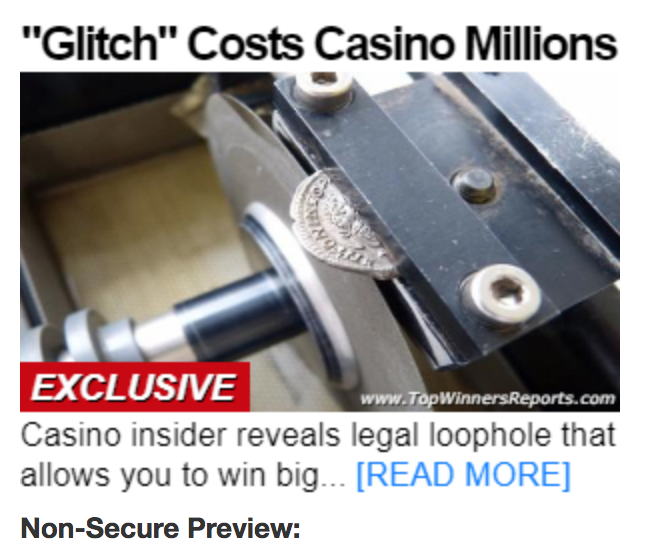 "Glitch" Costs Casino Millions
EXCLUSIVE
www.TopWinnersReports.com
Casino insider reveals legal loophole that
allows you to win big... [READ MORE]
Non-Secure Preview: